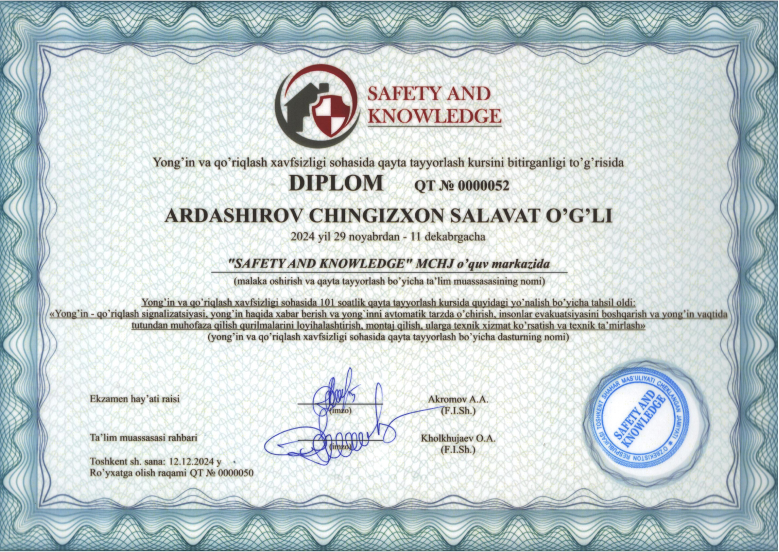 SAFETY AND
KNOWLEDGE
Yong’in va qo’riqlash xavfsizligi sohasida qayta tayyorlash kursini bitirganligi to’g’risida
DIPLOM QT № 0000052
ARDASHIROV CHINGIZXON SALAVAT O’G’LI
2024 yil 29 noyabrdan - 11 dekabrgacha
"SAFETY AND KNOWLEDGE" MCHJ o’quv markazida
(malaka oshirish va qayta tayyorlash bo’yicha ta’lim muassasasining nomi)
Yong’in va qo’riqlash xavfsizligi sohasida 101 soatlik qayta tayyorlash kursida quyidagi yo’nalish bo’yicha tahsil oldi:
«Yong’in - qo’riqlash signalizatsiyasi, yong’in haqida xabar berish va yong’inni avtomatik tarzda o’chirish, insonlar evakuatsiyasini boshqarish va yong’in vaqtida
tutundan muhofaza qilish qurilmalarini loyihalashtirish, montaj qilish, ularga texnik xizmat ko’rsatish va texnik ta’mirlash»
(yong’in va qo’riqlash xavfsizligi sohasida qayta tayyorlash bo’yicha dasturning nomi)
Ekzamen hay’ati raisi
(imzo)
Akromov A.A.
(F.I.Sh.)
Ta’lim muassasasi rahbari
(imzo)
Kholkhujaev O.A.
(F.I.Sh.)
Toshkent sh. sana: 12.12.2024 y
Ro’yxatga olish raqami QT № 0000050
SAFETY AND
KNOWLEDGE